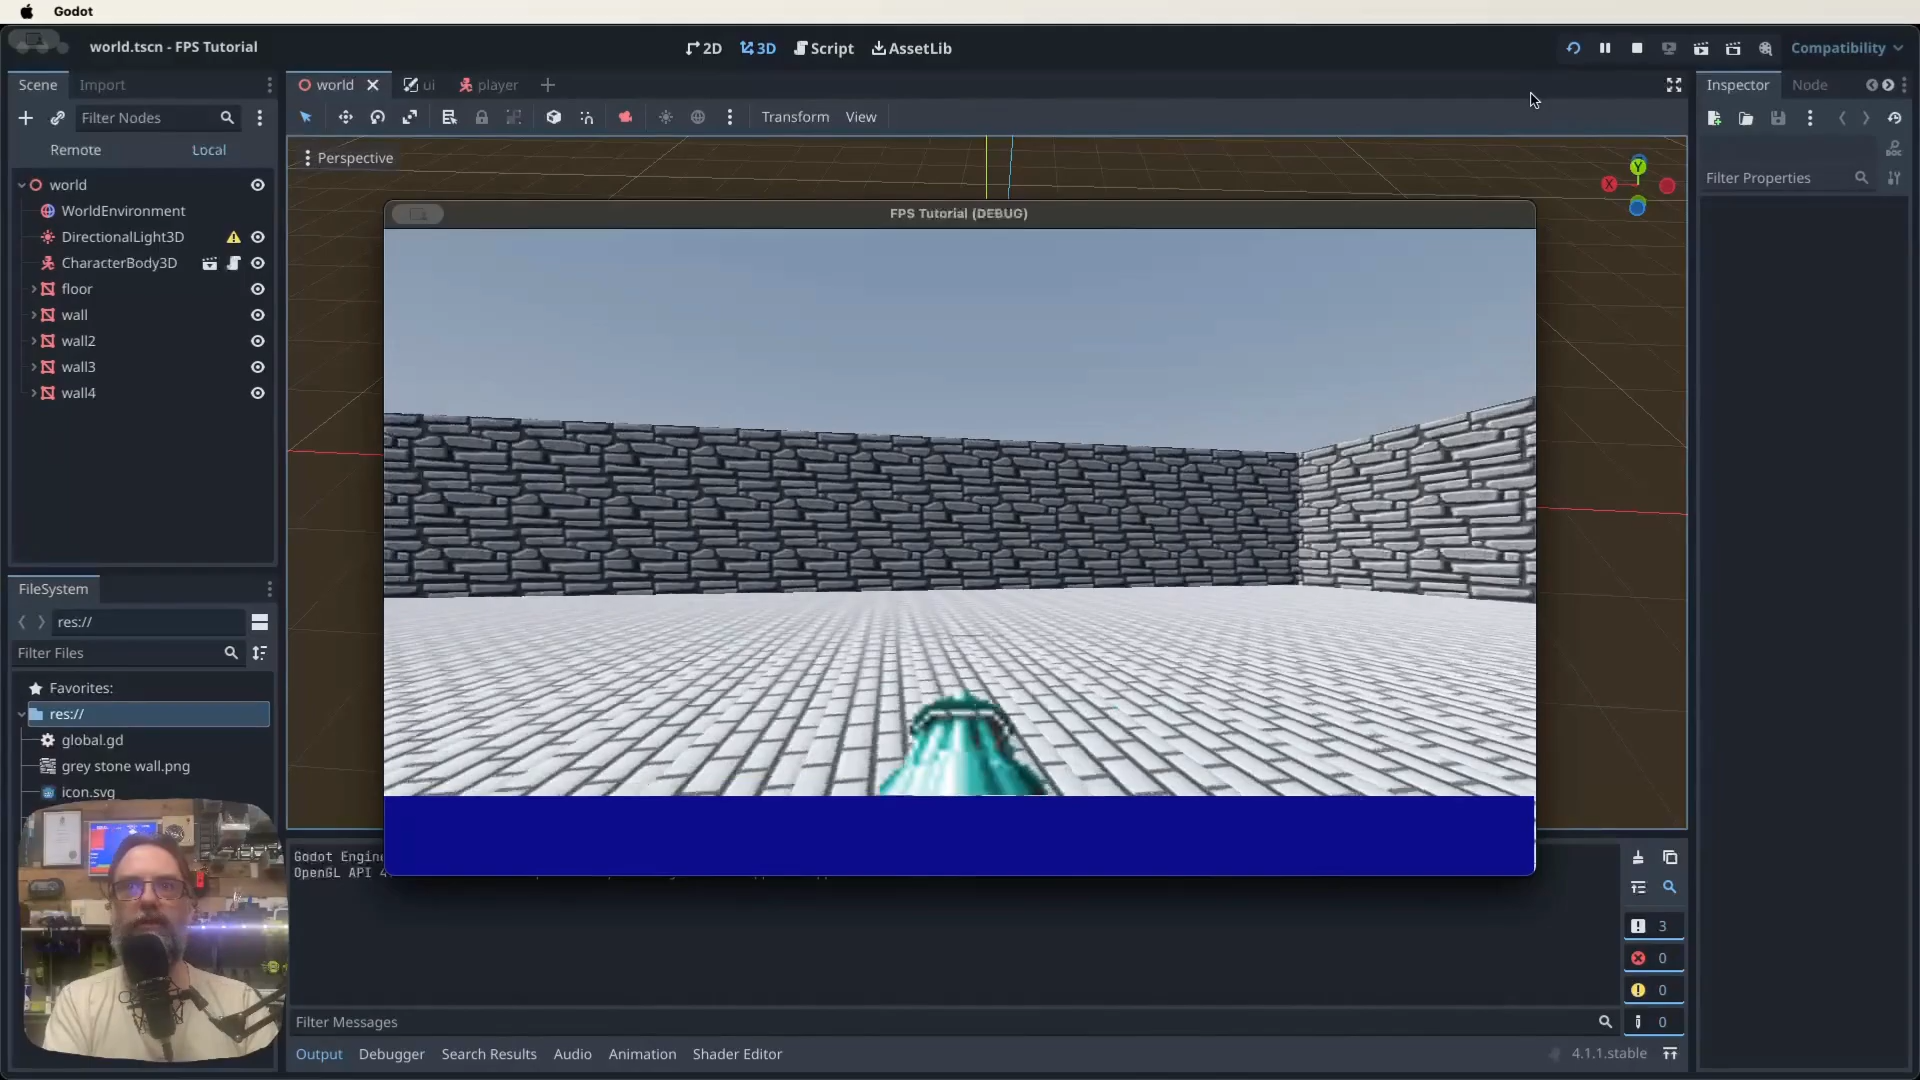 Godot
world.tscn - FPS Tutorial
2D
3D
Script
AssetLib
Compatibility
Scene
Import
world
ui
player
Inspector
Node
Filter Nodes
Transform
View
Remote
Local
Perspective
Y
X
DOC
Filter Properties
world
WorldEnvironment
DirectionalLight3D
CharacterBody3D
floor
wall
wall2
wall3
wall4
FPS Tutorial (DEBUG)
FileSystem
res://
Filter Files
Favorites:
res://
global.gd
grey stone wall.png
icon.svg
Godot Engine
OpenGL API 4.
3
0
0
0
Filter Messages
Output
Debugger
Search Results
Audio
Animation
Shader Editor
4.1.1.stable